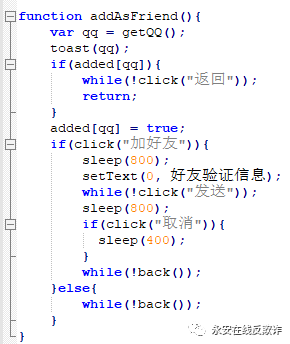 function addAsFriend(){
    var qq = getQQ();
    toast(qq);
    if(added[qq]){
        while(!click("返回"));
        return;
    }
    added[qq] = true;
    if(click("加好友")){
        sleep(800);
        setText(0, 好友验证信息);
        while(!click("发送"));
        sleep(800);
        if(click("取消")){
          sleep(400);
        }
        while(!back());
    }else{
        while(!back());
    }
}
永安在线反欺诈